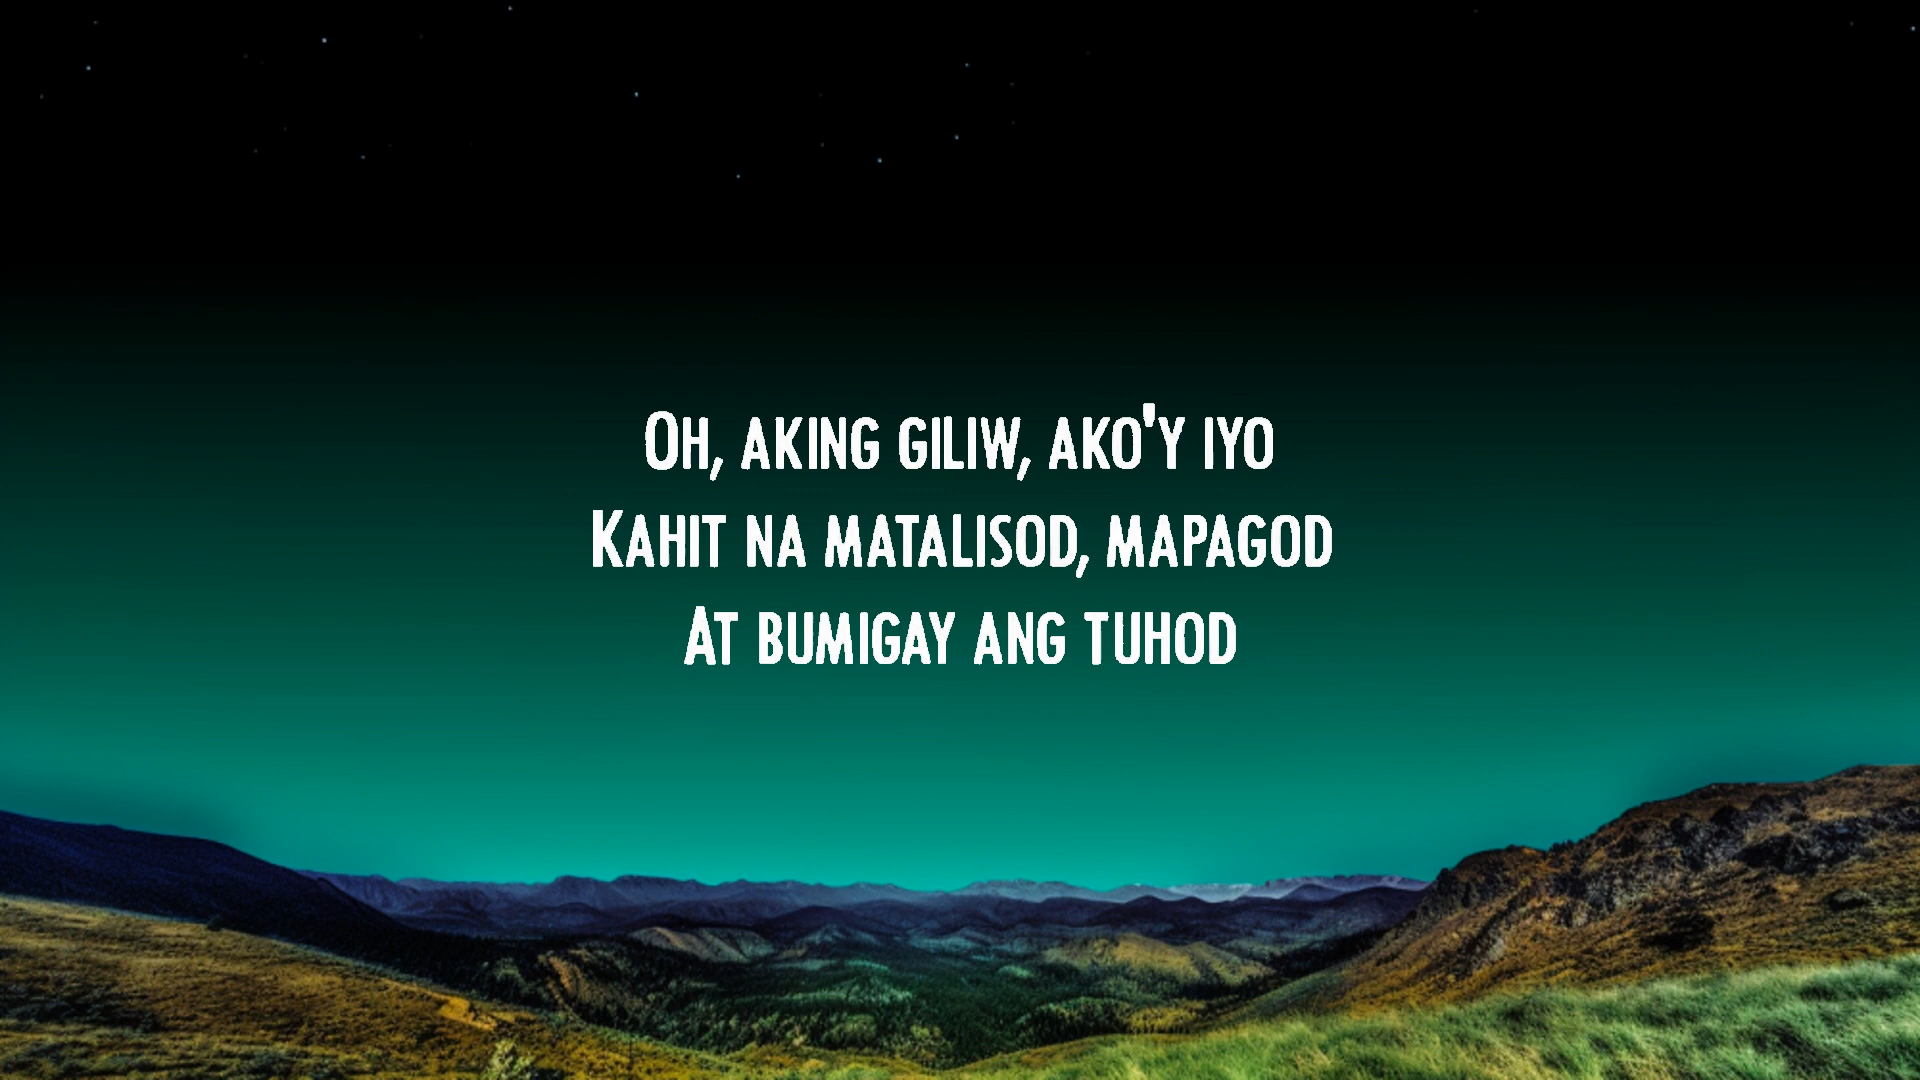 Oh, aking giliw, ako'y iyo
Kahit na matalisod, mapagod
At bumigay ang tuhod